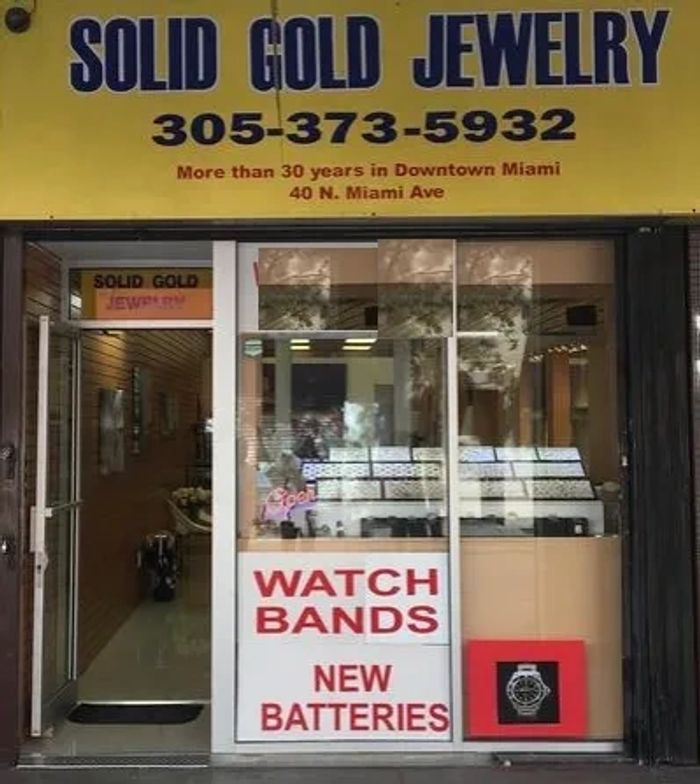 SOLID GOLD JEWELRY
305-373-5932
More than 30 years in Downtown Miami
40 N. Miami Ave
SOLID GOLD
JEWELRY
Open
WATCH
BANDS
NEW
BATTERIES